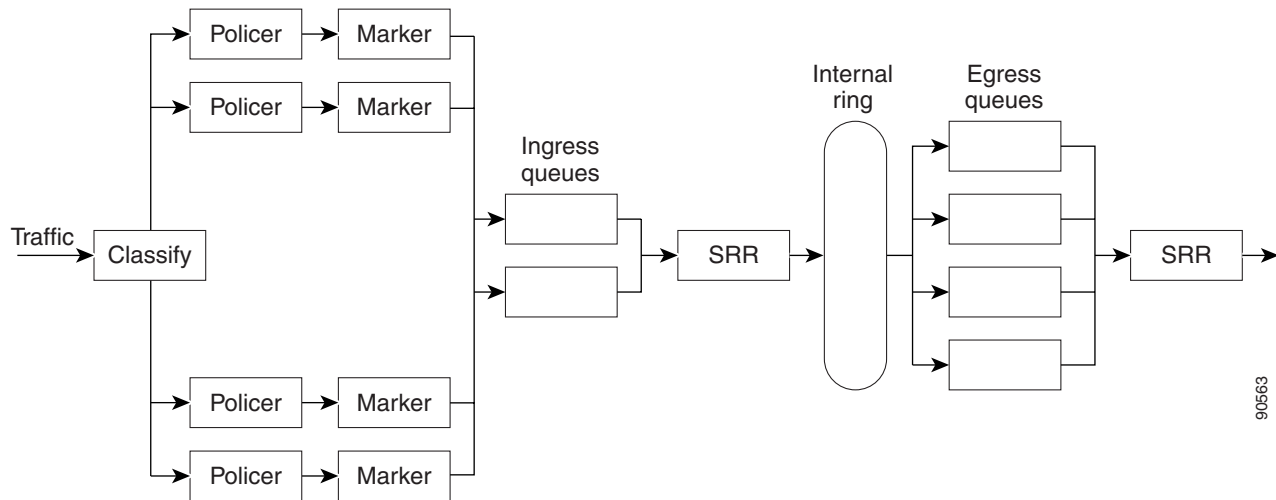 Policer
Marker
Policer
Marker
Internal
ring
Egress
queues
Ingress
queues
Traffic
Classify
SRR
SRR
Policer
Marker
Policer
Marker
90563